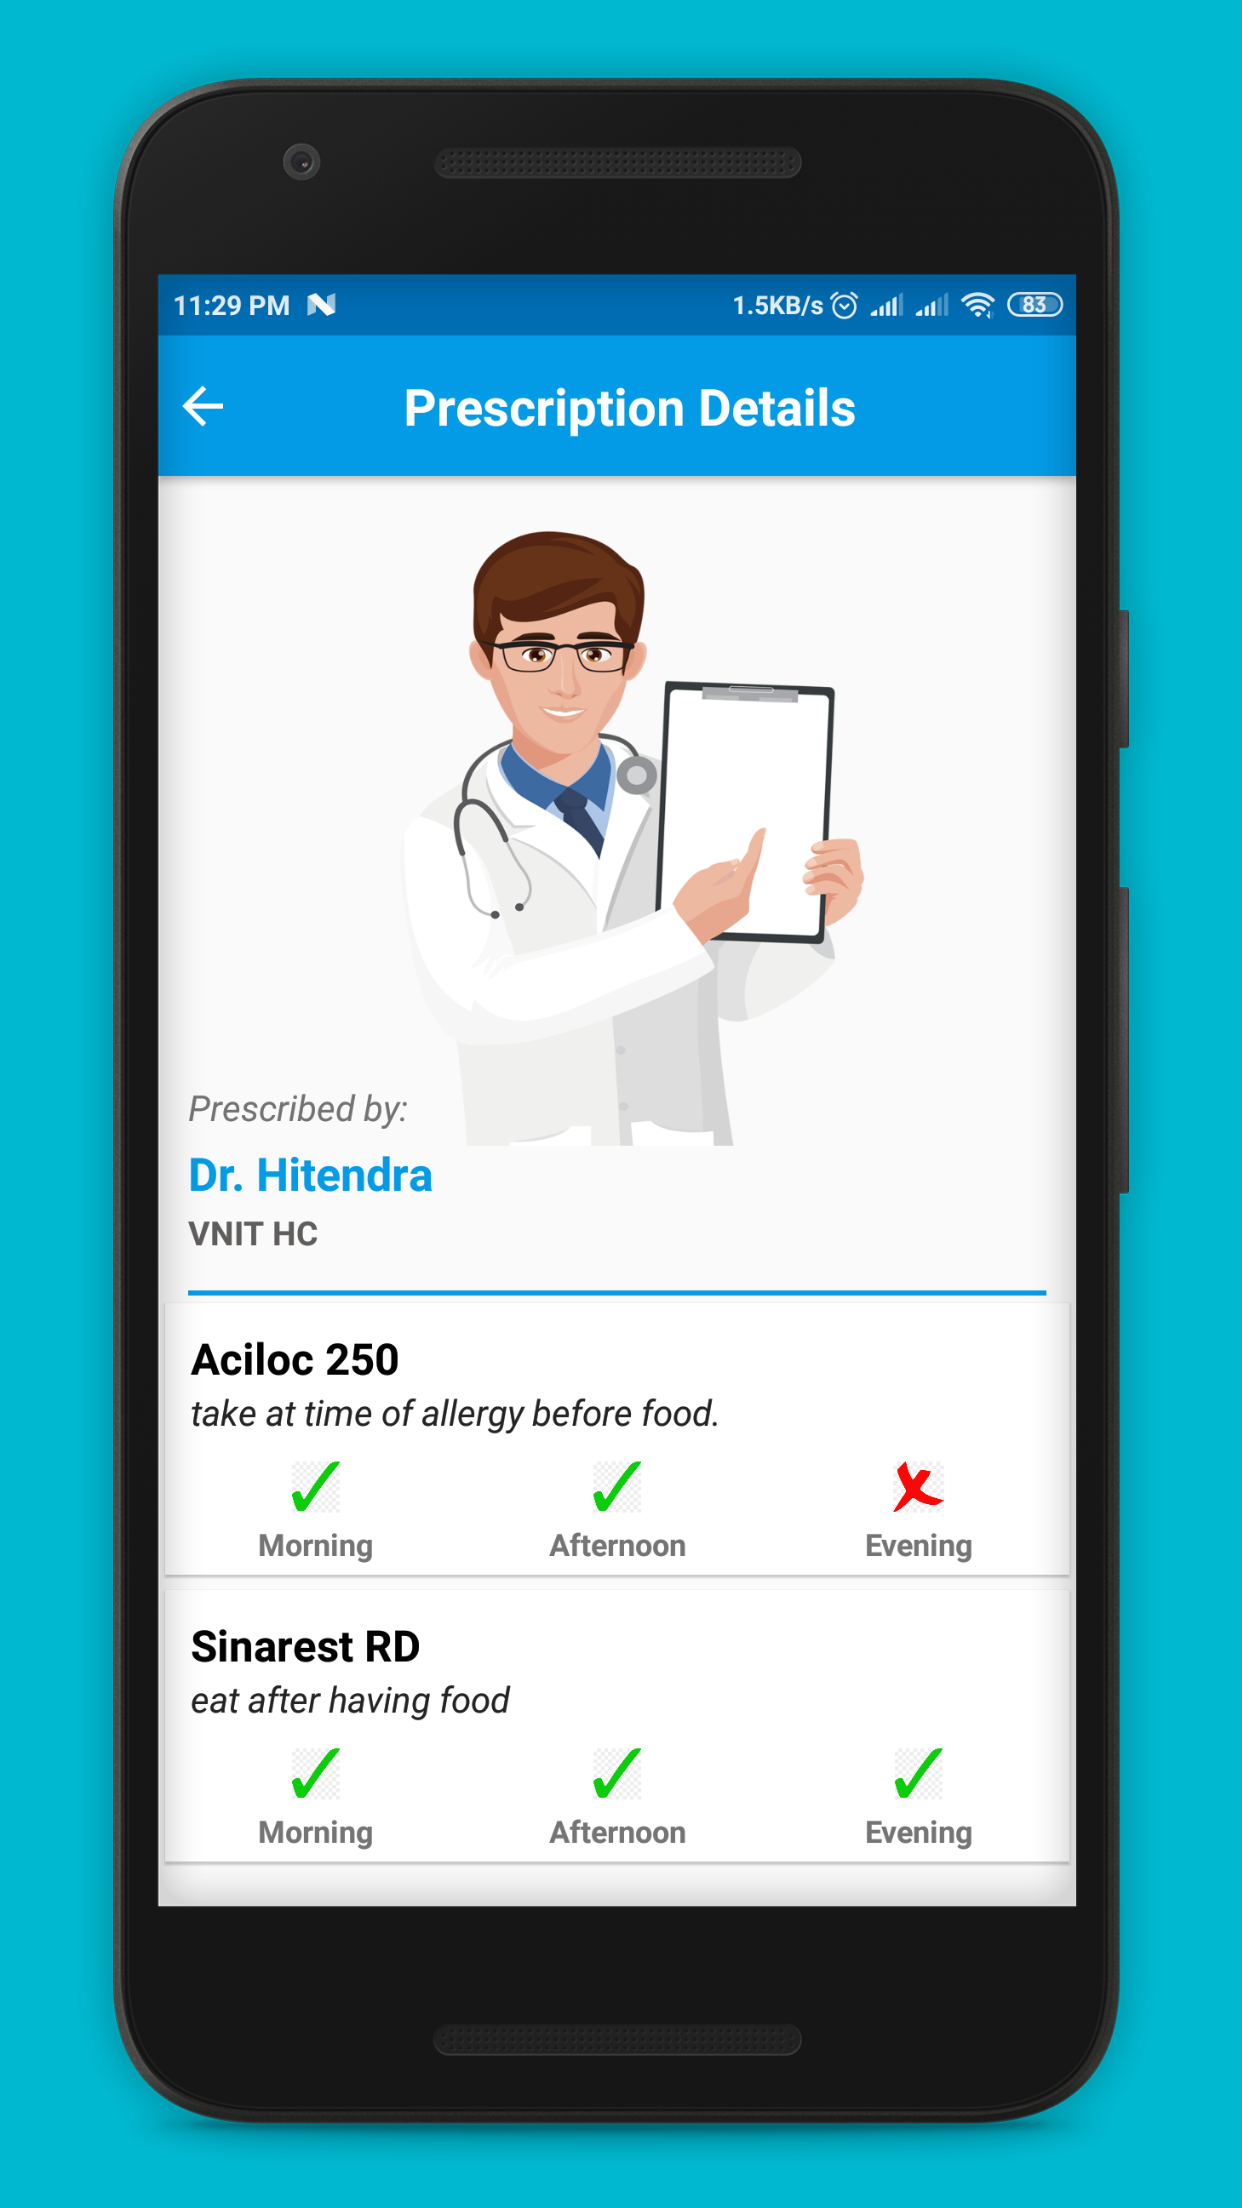 11:29 PM
1.5KB/s
83
Prescription Details
Prescribed by:
Dr. Hitendra
VNIT HC
Aciloc 250
take at time of allergy before food.
Morning Afternoon Evening
Sinarest RD
eat after having food
Morning Afternoon Evening